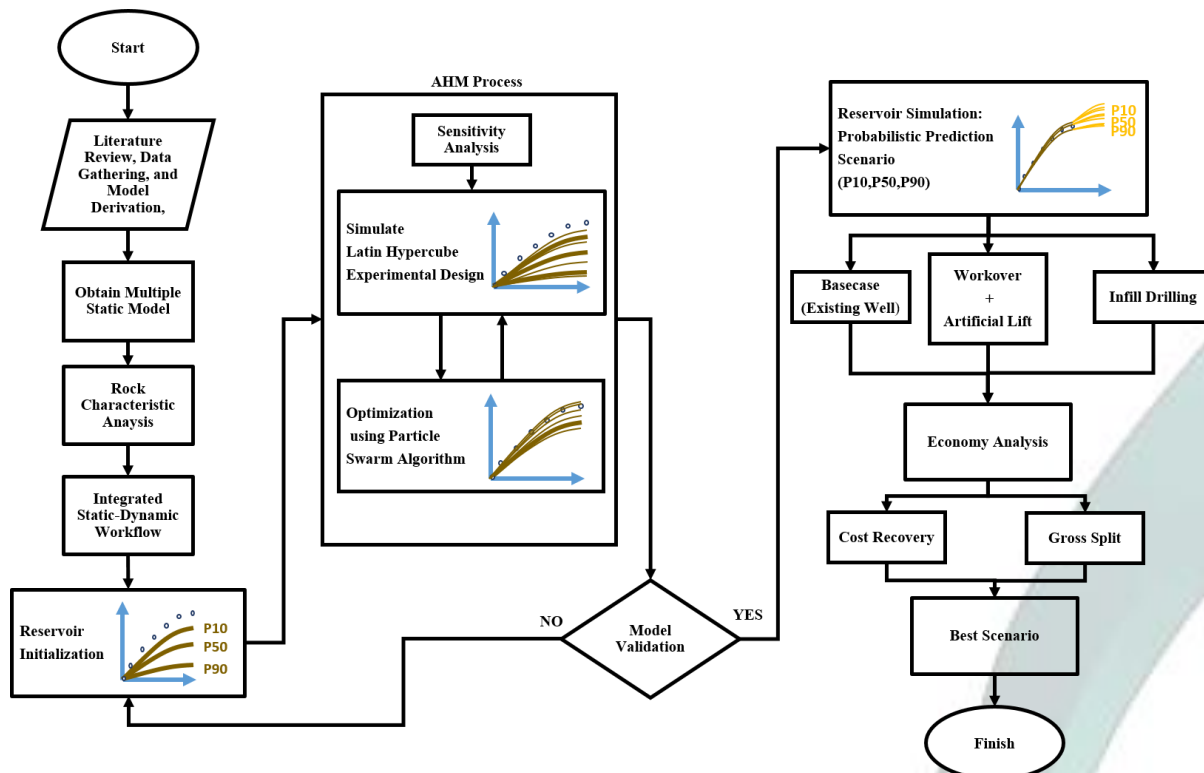 Start
Literature
Review, Data
Gathering, and
Model
Derivation,
Obtain Multiple
Static Model
Rock
Characteristic
Anaysis
Integrated
Static-Dynamic
Workflow
Reservoir
Initialization
P10
P50
P90
AHM Process
Sensitivity
Analysis
Simulate
Latin Hypercube
Experimental Design
Optimization
using Particle
Swarm Algorithm
NO
Model
Validation
YES
Reservoir Simulation:
Probabilistic Prediction
Scenario
(P10,P50,P90)
P10
P50
P90
Basecase
(Existing Well)
Workover
+
Artificial Lift
Infill Drilling
Economy Analysis
Cost Recovery
Gross Split
Best Scenario
Finish